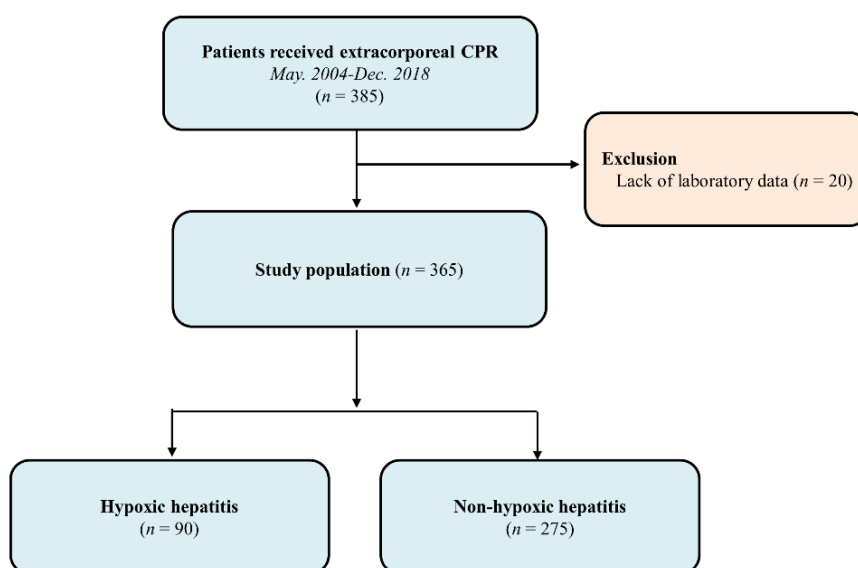 Patients received extracorporeal CPR
May. 2004-Dec. 2018
(n = 385)
Exclusion
Lack of laboratory data (n = 20)
Study population (n = 365)
Hypoxic hepatitis
(n = 90)
Non-hypoxic hepatitis
(n = 275)